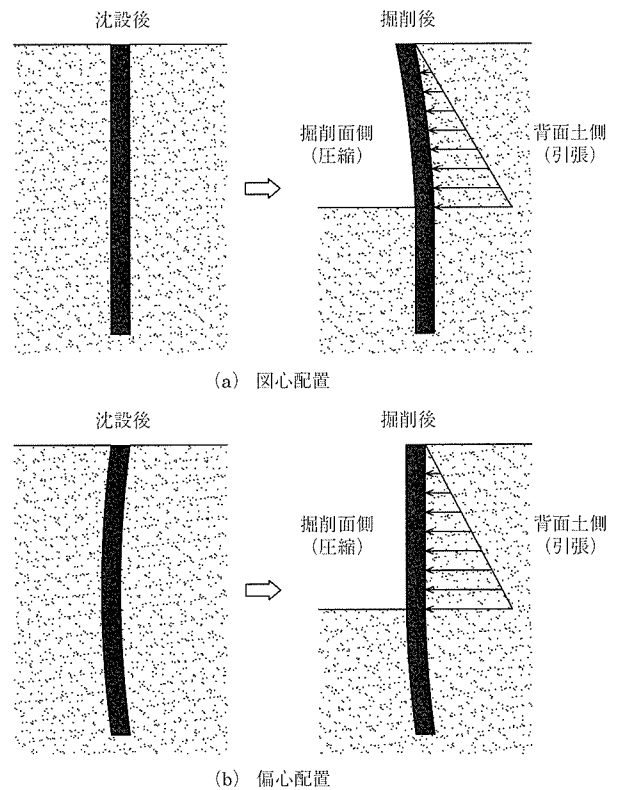 沈設後
掘削後
掘削面側
（圧縮）
背面土側
（引張）
(a) 図心配置
沈設後
掘削後
掘削面側
（圧縮）
背面土側
（引張）
(b) 偏心配置